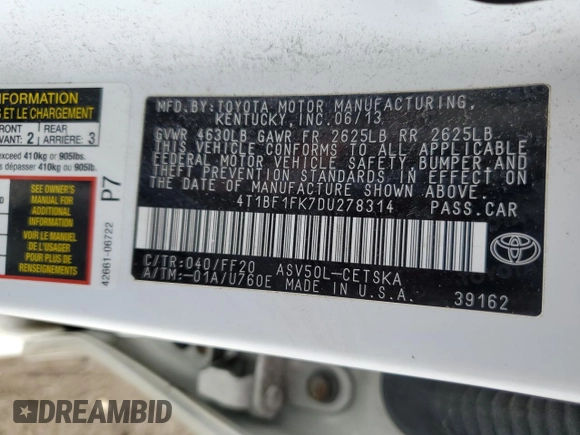 INFORMATION
S ET LE CHARGEMENT
FRONT
AVANT: 2
REAR
ARRIÈRE: 3
exceed 410kg or 905lbs.
s dépasser 410kg or 905lb.
SEE OWNER'S
MANUAL FOR
ADDITIONAL
INFORMATION
VOIR LE MANUEL
DE L'USAGER
POUR PLUS DE
RENSEIGNEMENTS
42661-06722
P7
MFD.BY: TOYOTA MOTOR MANUFACTURING,
KENTUCKY, INC. 06/13
GVWR 4630LB GAWR FR 2625LB RR 2625LB
THIS VEHICLE CONFORMS TO ALL APPLICABLE
FEDERAL MOTOR VEHICLE SAFETY, BUMPER, AND
THEFT PREVENTION STANDARDS IN EFFECT ON
THE DATE OF MANUFACTURE SHOWN ABOVE.
4T1BF1FK7DU278314 PASS.CAR
C/TR:040/FF20 ASV50L-CETSKA
A/TM:-01A/U760E MADE IN U.S.A.
39162
TOYOTA
DREAMBID